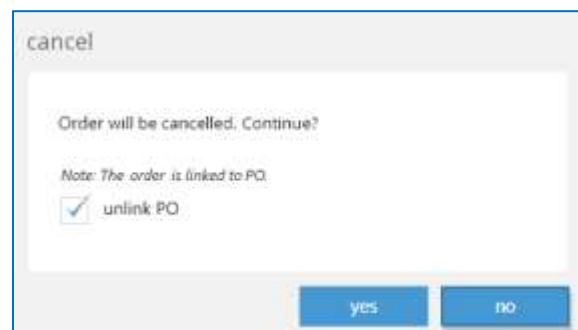 cancel
Order will be cancelled. Continue?
Note: The order is linked to PO.
unlink PO
yes no